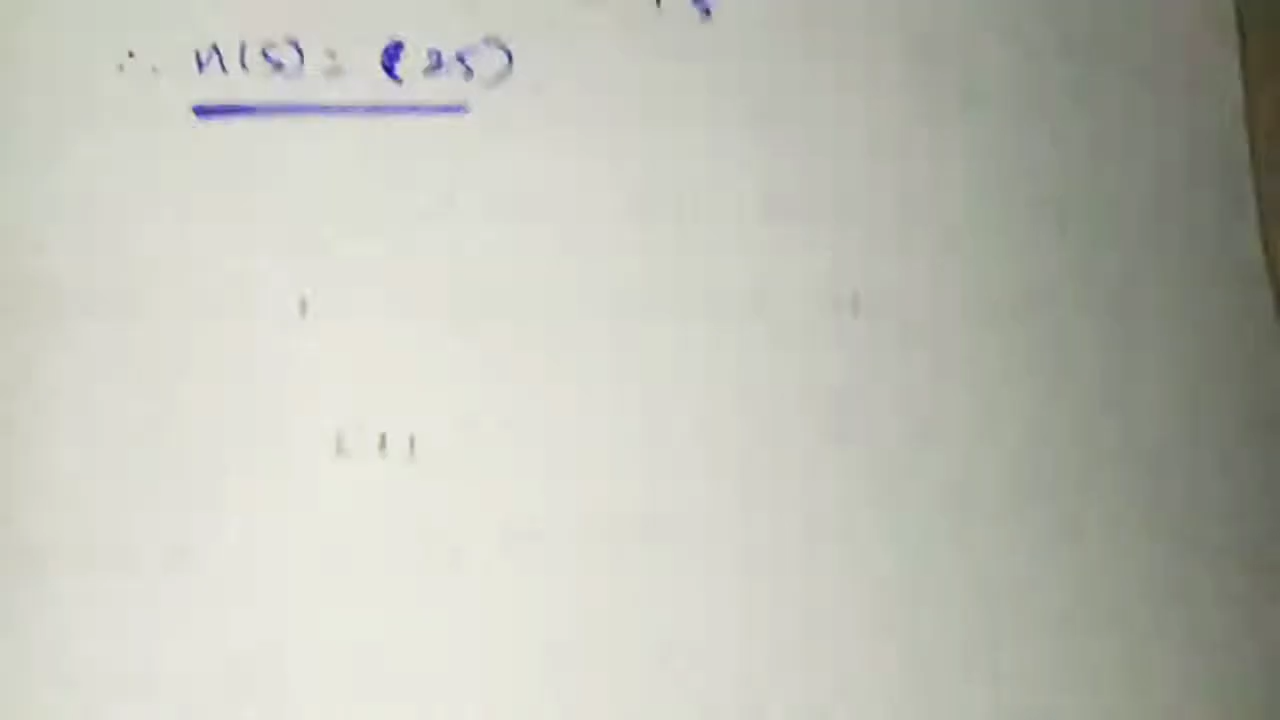 ∴ n(s) = (25)